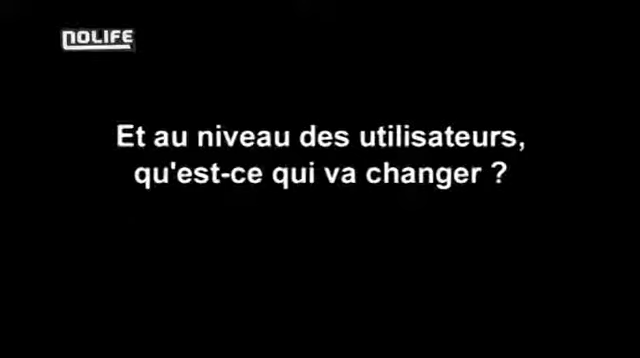 NOLIFE
Et au niveau des utilisateurs,
qu'est-ce qui va changer ?